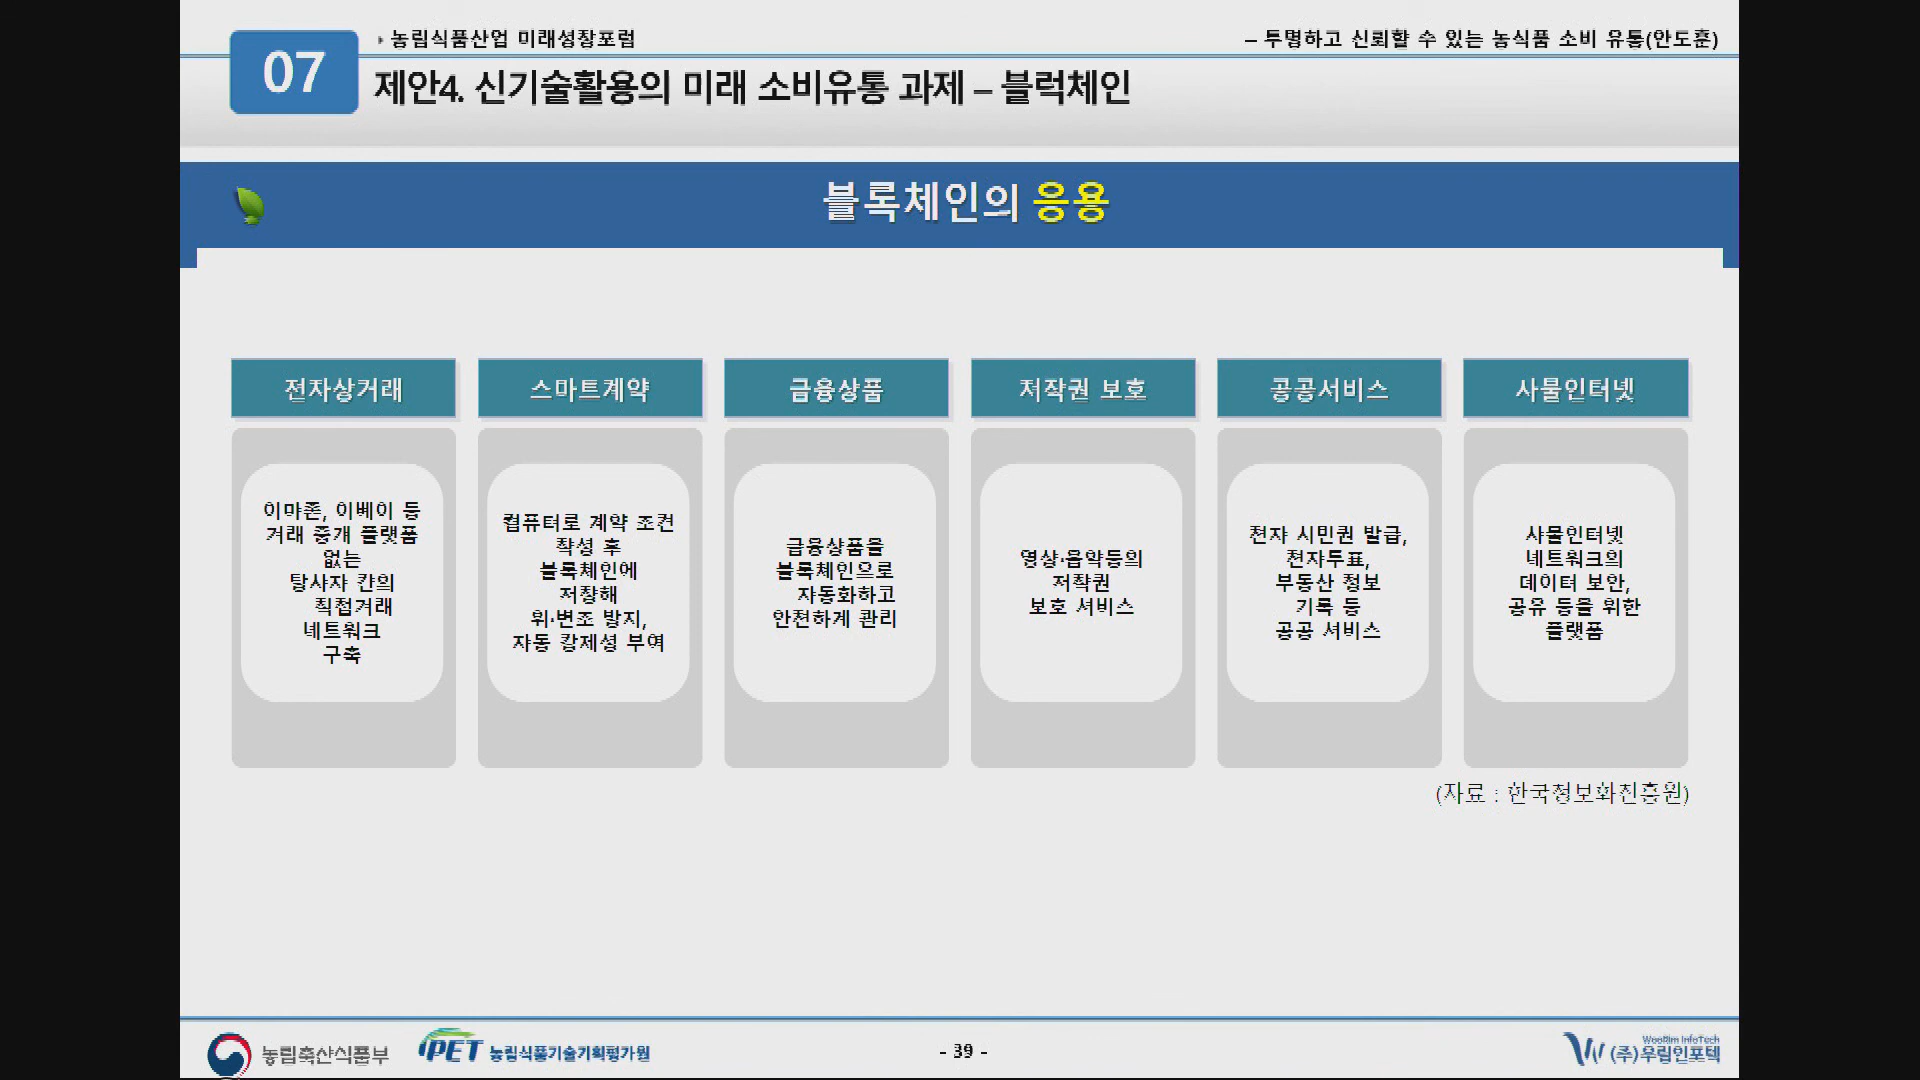 농림식품산업 미래성장포럼
– 투명하고 신뢰할 수 있는 농식품 소비 유통(안도훈)
07
제안4. 신기술활용의 미래 소비유통 과제 – 블럭체인
블록체인의 응용
전자상거래
이마존, 이베이 등
거래 중개 플랫폼
없는
당사자 간의
직접거래
네트워크
구축
스마트계약
컴퓨터로 계약 조건
작성 후
블록체인에
저장해
위·변조 방지,
자동 강제성 부여
금융상품
금융상품을
블록체인으로
자동화하고
안전하게 관리
저작권 보호
영상·음악등의
저작권
보호 서비스
공공서비스
전자 시민권 발급,
전자투표,
부동산 정보
기록 등
공공 서비스
사물인터넷
사물인터넷
네트워크의
데이터 보안,
공유 등을 위한
플랫폼
(자료 : 한국정보화진흥원)
농림축산식품부
iPET 농림식품기술기획평가원
- 39 -
WooRim InfoTech
(주)우림인포텍